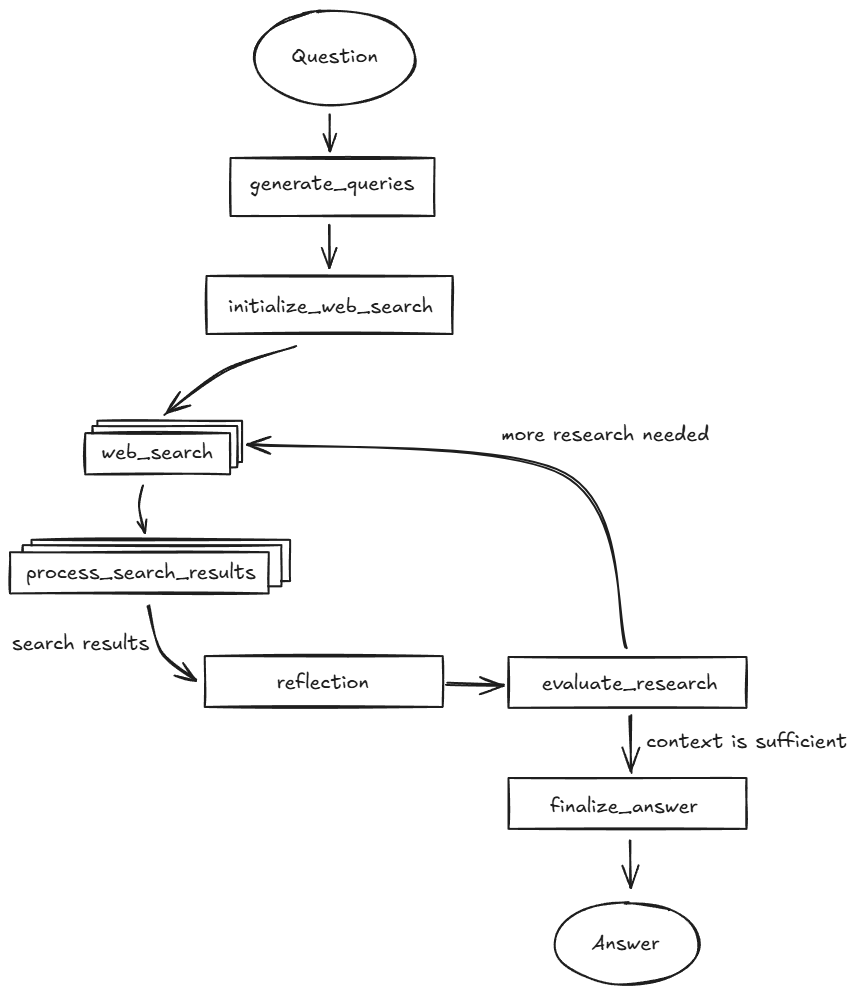 Question
generate_queries
initialize_web_search
more research needed
web_search
process_search_results
search results
reflection
evaluate_research
context is sufficient
finalize_answer
Answer